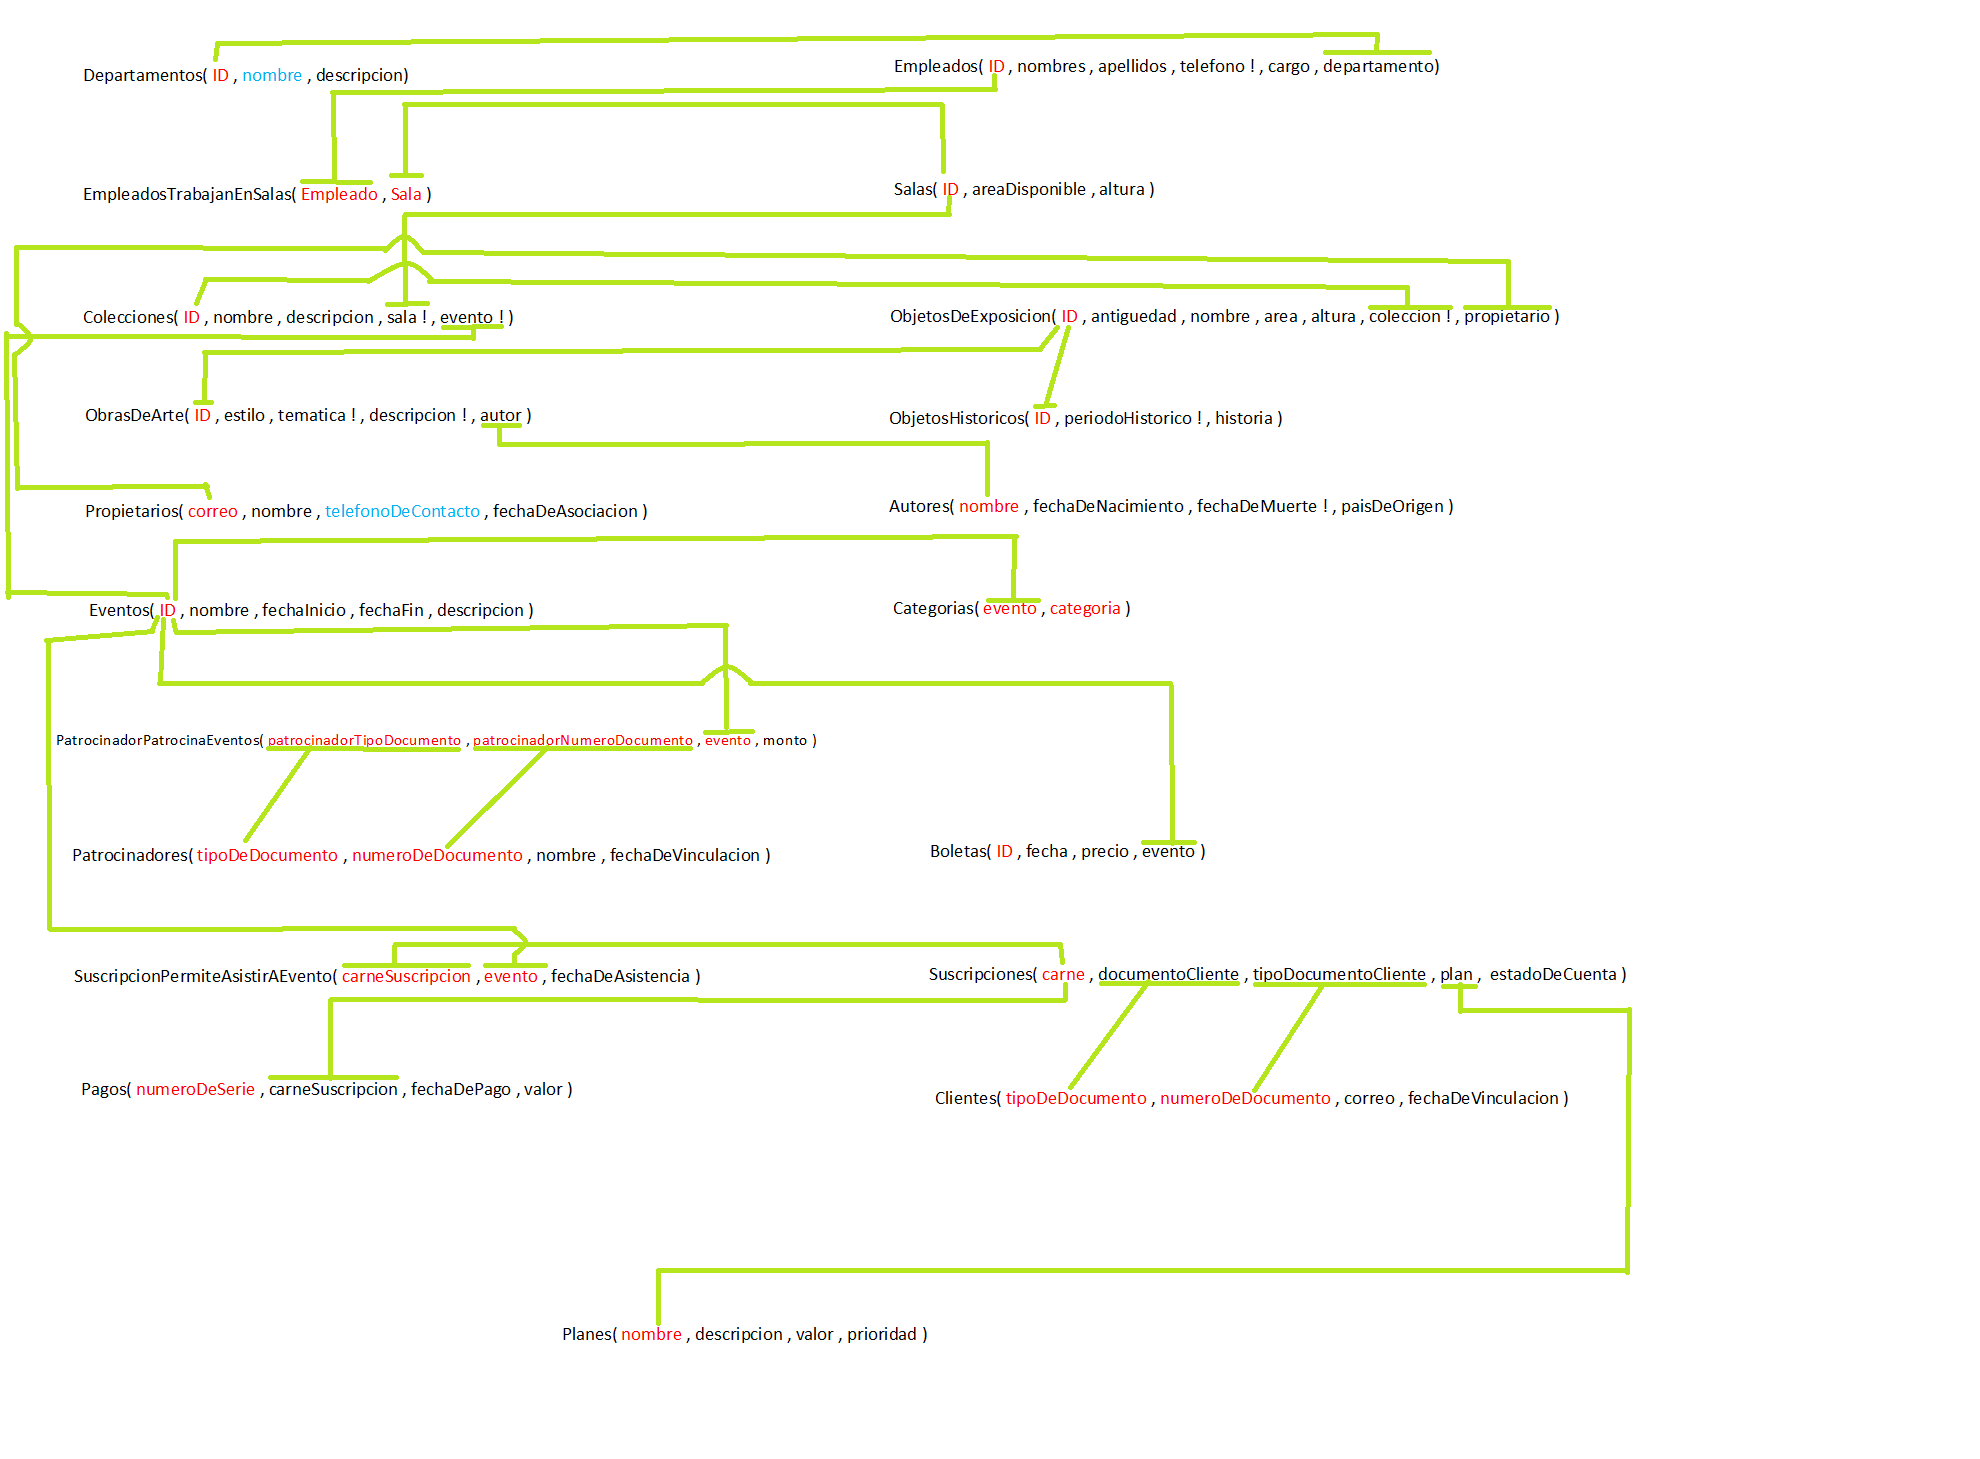 Departamentos( ID , nombre , descripcion)
Empleados( ID , nombres , apellidos , telefono ! , cargo , departamento)
EmpleadosTrabajanEnSalas( Empleado , Sala )
Salas( ID , areaDisponible , altura )
Colecciones( ID , nombre , descripcion , sala ! , evento ! )
ObjetosDeExposicion( ID , antiguedad , nombre , area , altura , coleccion ! , propietario )
ObrasDeArte( ID , estilo , tematica ! , descripcion ! , autor )
ObjetosHistoricos( ID , periodoHistorico ! , historia )
Propietarios( correo , nombre , telefonoDeContacto , fechaDeAsociacion )
Autores( nombre , fechaDeNacimiento , fechaDeMuerte ! , paisDeOrigen )
Eventos( ID , nombre , fechaInicio , fechaFin , descripcion )
Categorias( evento , categoria )
PatrocinadorPatrocinaEventos( patrocinadorTipoDocumento , patrocinadorNumeroDocumento , evento , monto )
Patrocinadores( tipoDeDocumento , numeroDeDocumento , nombre , fechaDeVinculacion )
Boletas( ID , fecha , precio , evento )
SuscripcionPermiteAsistirAEvento( carneSuscripcion , evento , fechaDeAsistencia )
Suscripciones( carne , documentoCliente , tipoDocumentoCliente , plan , estadoDeCuenta )
Pagos( numeroDeSerie , carneSuscripcion , fechaDePago , valor )
Clientes( tipoDeDocumento , numeroDeDocumento , correo , fechaDeVinculacion )
Planes( nombre , descripcion , valor , prioridad )